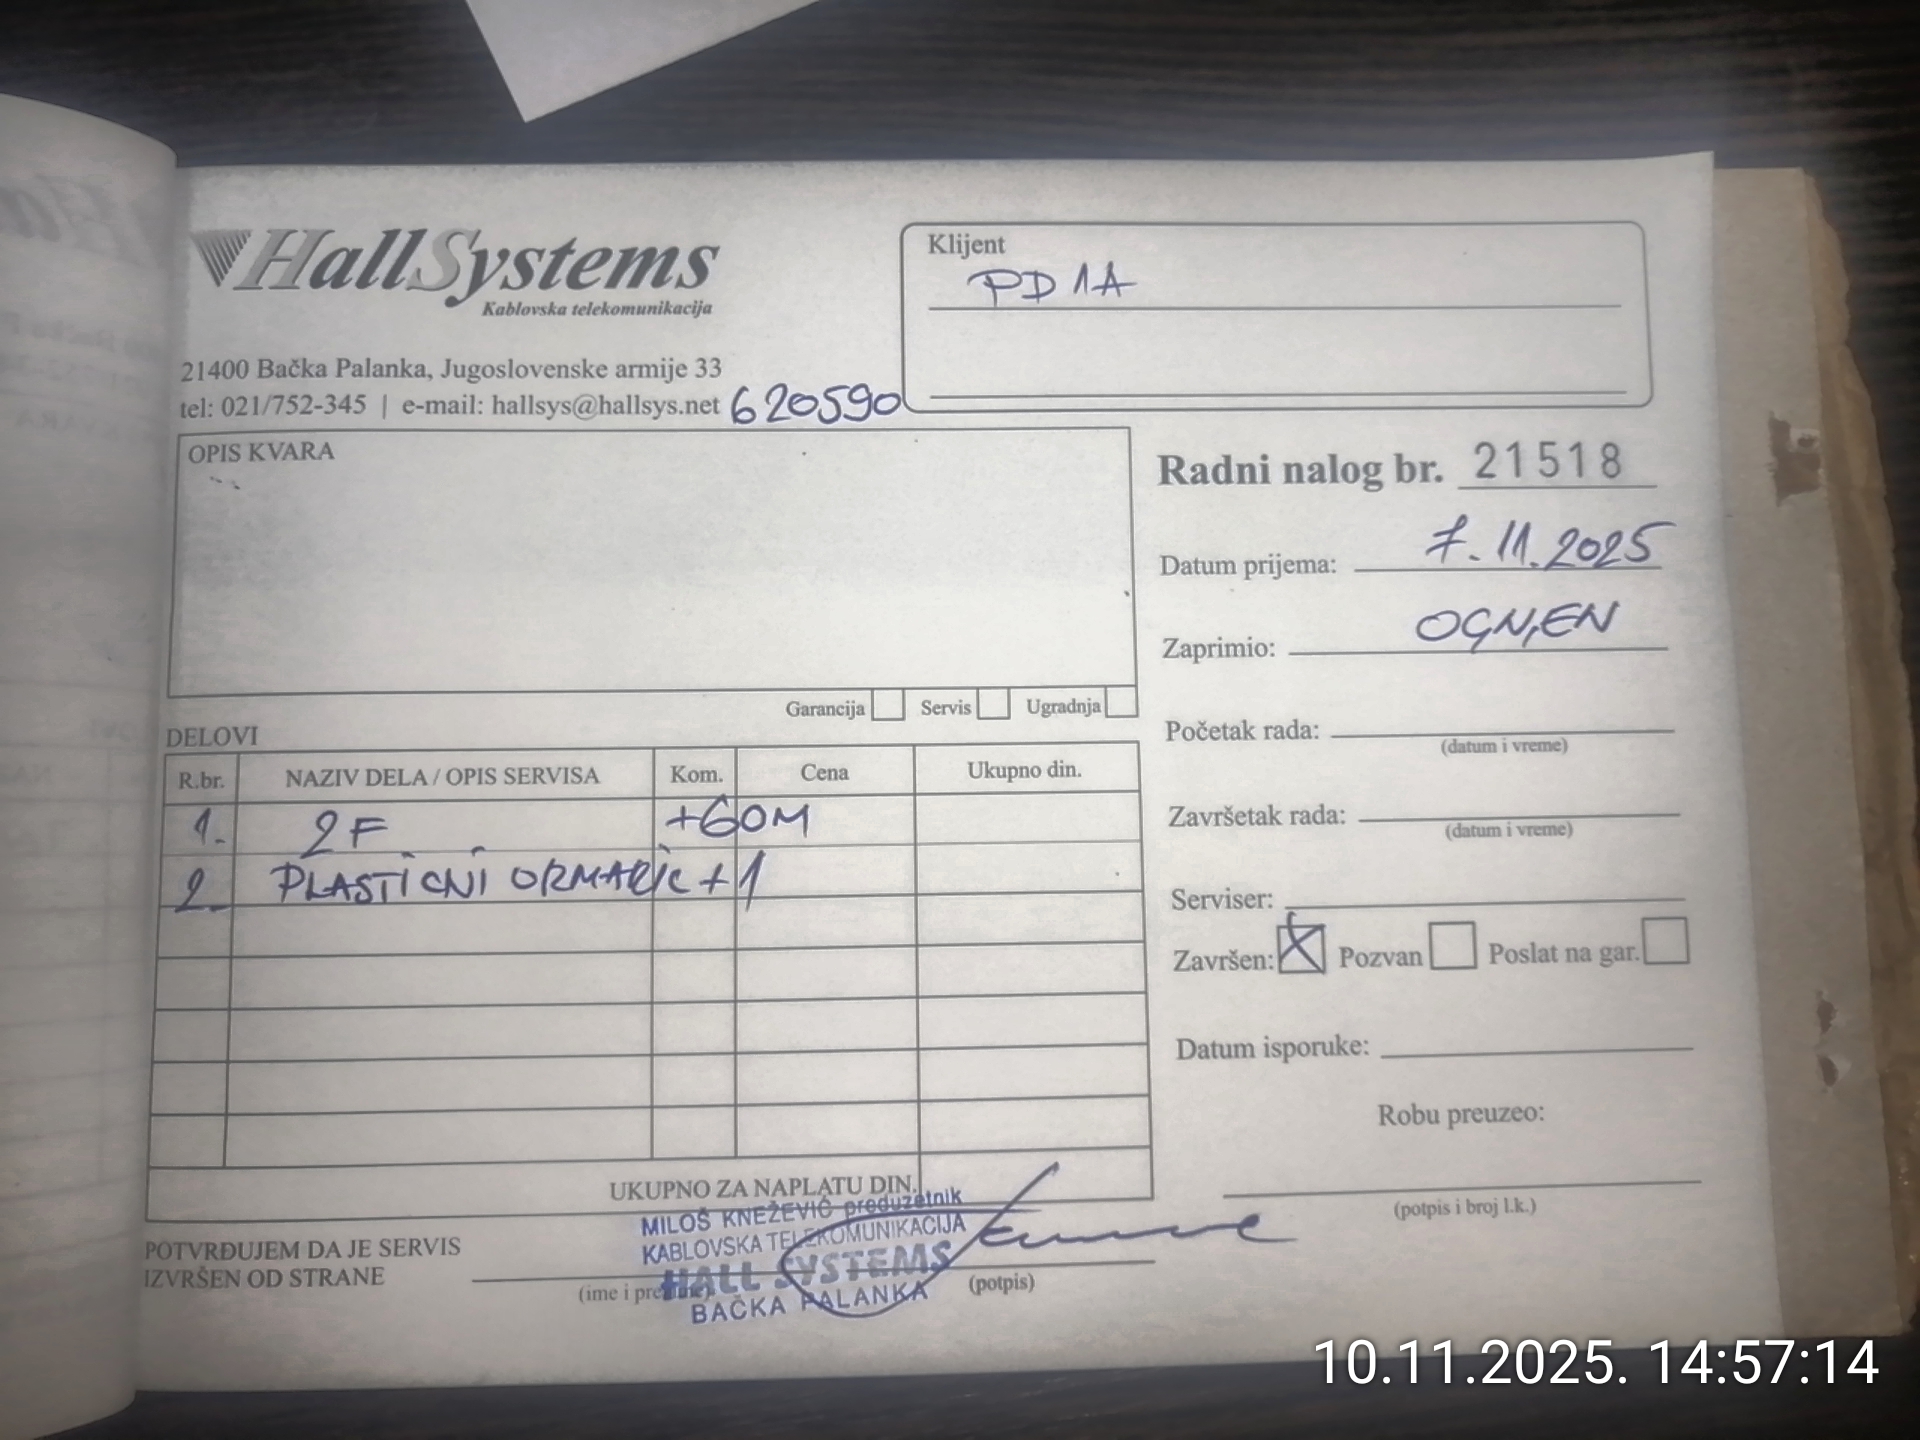 HallSystems
Kablovska telekomunikacija
21400 Bačka Palanka, Jugoslovenske armije 33
tel: 021/752-345 | e-mail: hallsys@hallsys.net 620590
Klijent
PD 1A
OPIS KVARA
Garancija Servis Ugradnja
Radni nalog br. 21518
Datum prijema: 7.11.2025
Zaprimio: OGNJEN
Početak rada:
(datum i vreme)
Završetak rada:
(datum i vreme)
Serviser:
Završen: X Pozvan Poslat na gar.
Datum isporuke:
Robu preuzeo:
(potpis i broj l.k.)
DELOVI
R.br. NAZIV DELA / OPIS SERVISA Kom. Cena Ukupno din.
1. 2F +60M
2. PLASTICNI ORMARIC +1
UKUPNO ZA NAPLATU DIN.
MILOŠ KNEŽEVIĆ preduzetnik
KABLOVSKA TELEKOMUNIKACIJA
HALL SYSTEMS
BAČKA PALANKA
POTVRĐUJEM DA JE SERVIS
IZVRŠEN OD STRANE
(ime i prezime) (potpis)
10.11.2025. 14:57:14